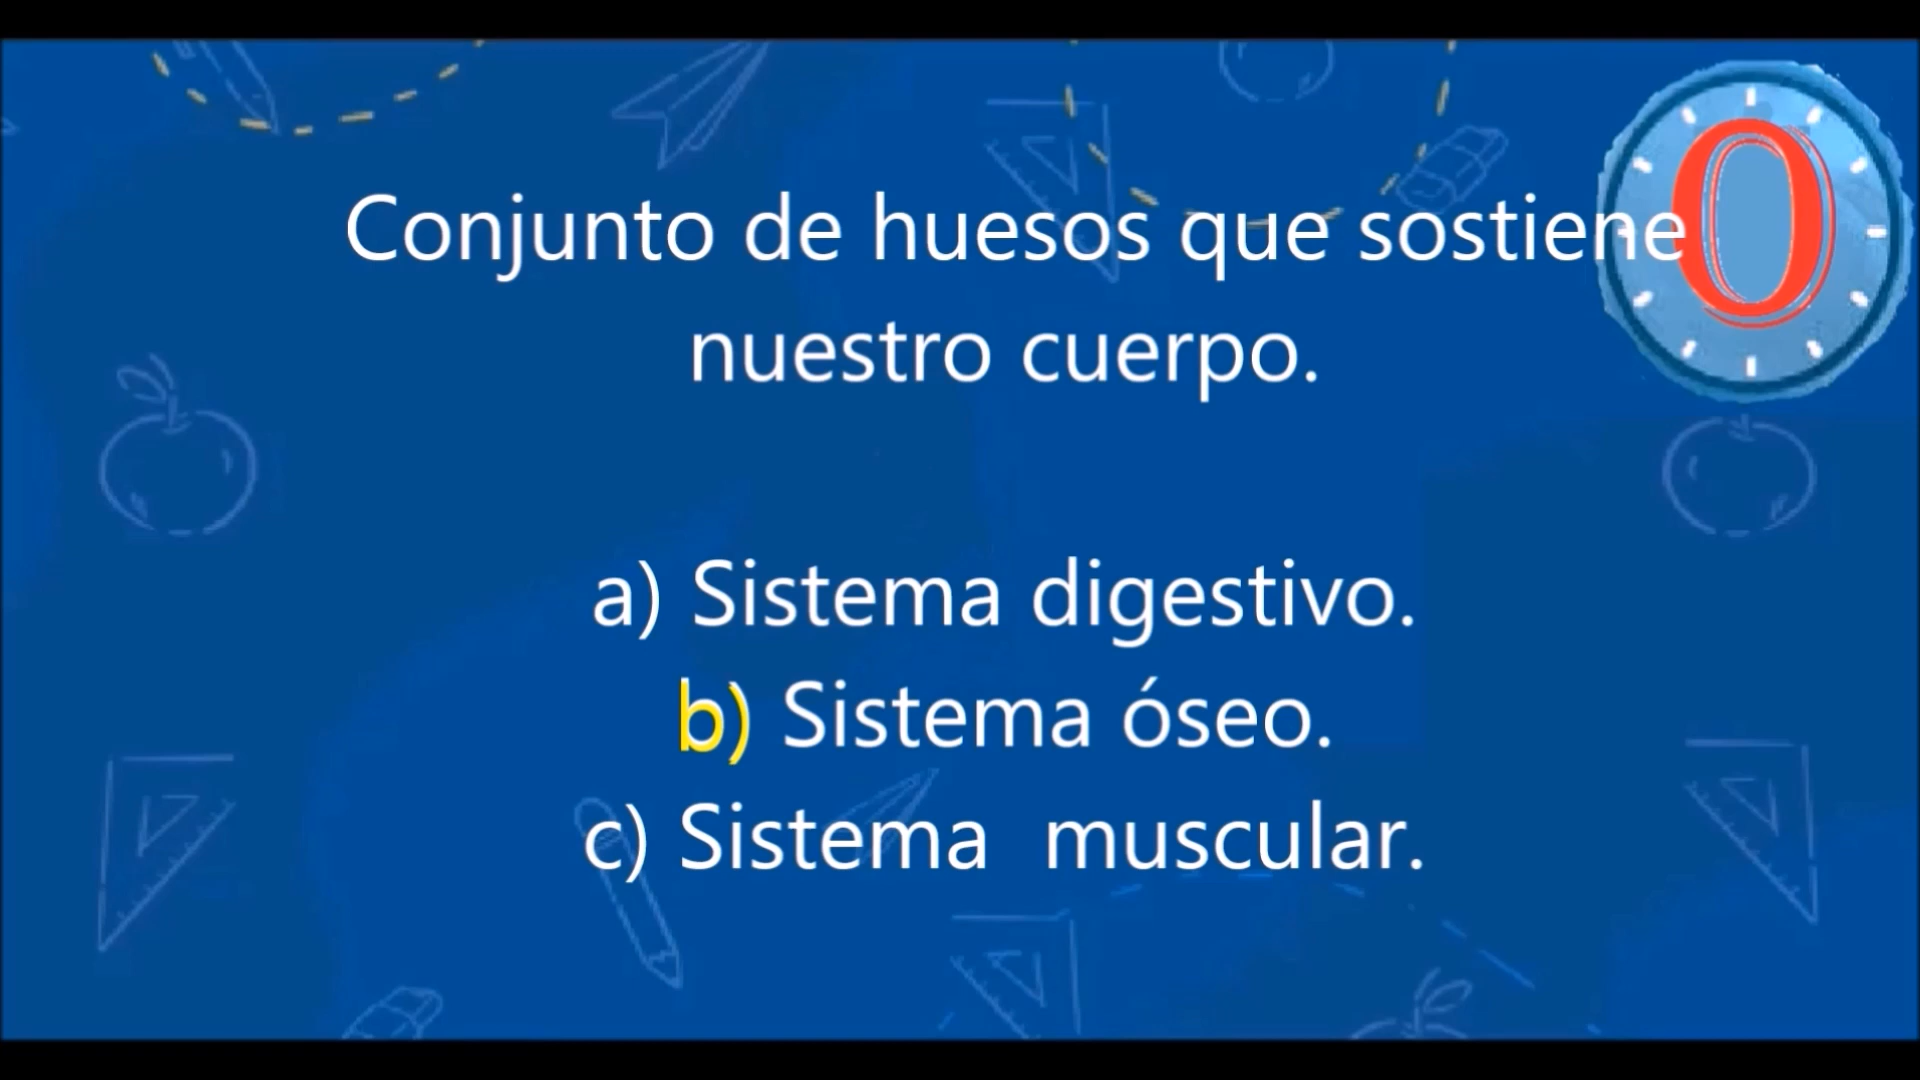 Conjunto de huesos que sostiene
nuestro cuerpo.
0
a) Sistema digestivo.
b) Sistema óseo.
c) Sistema  muscular.